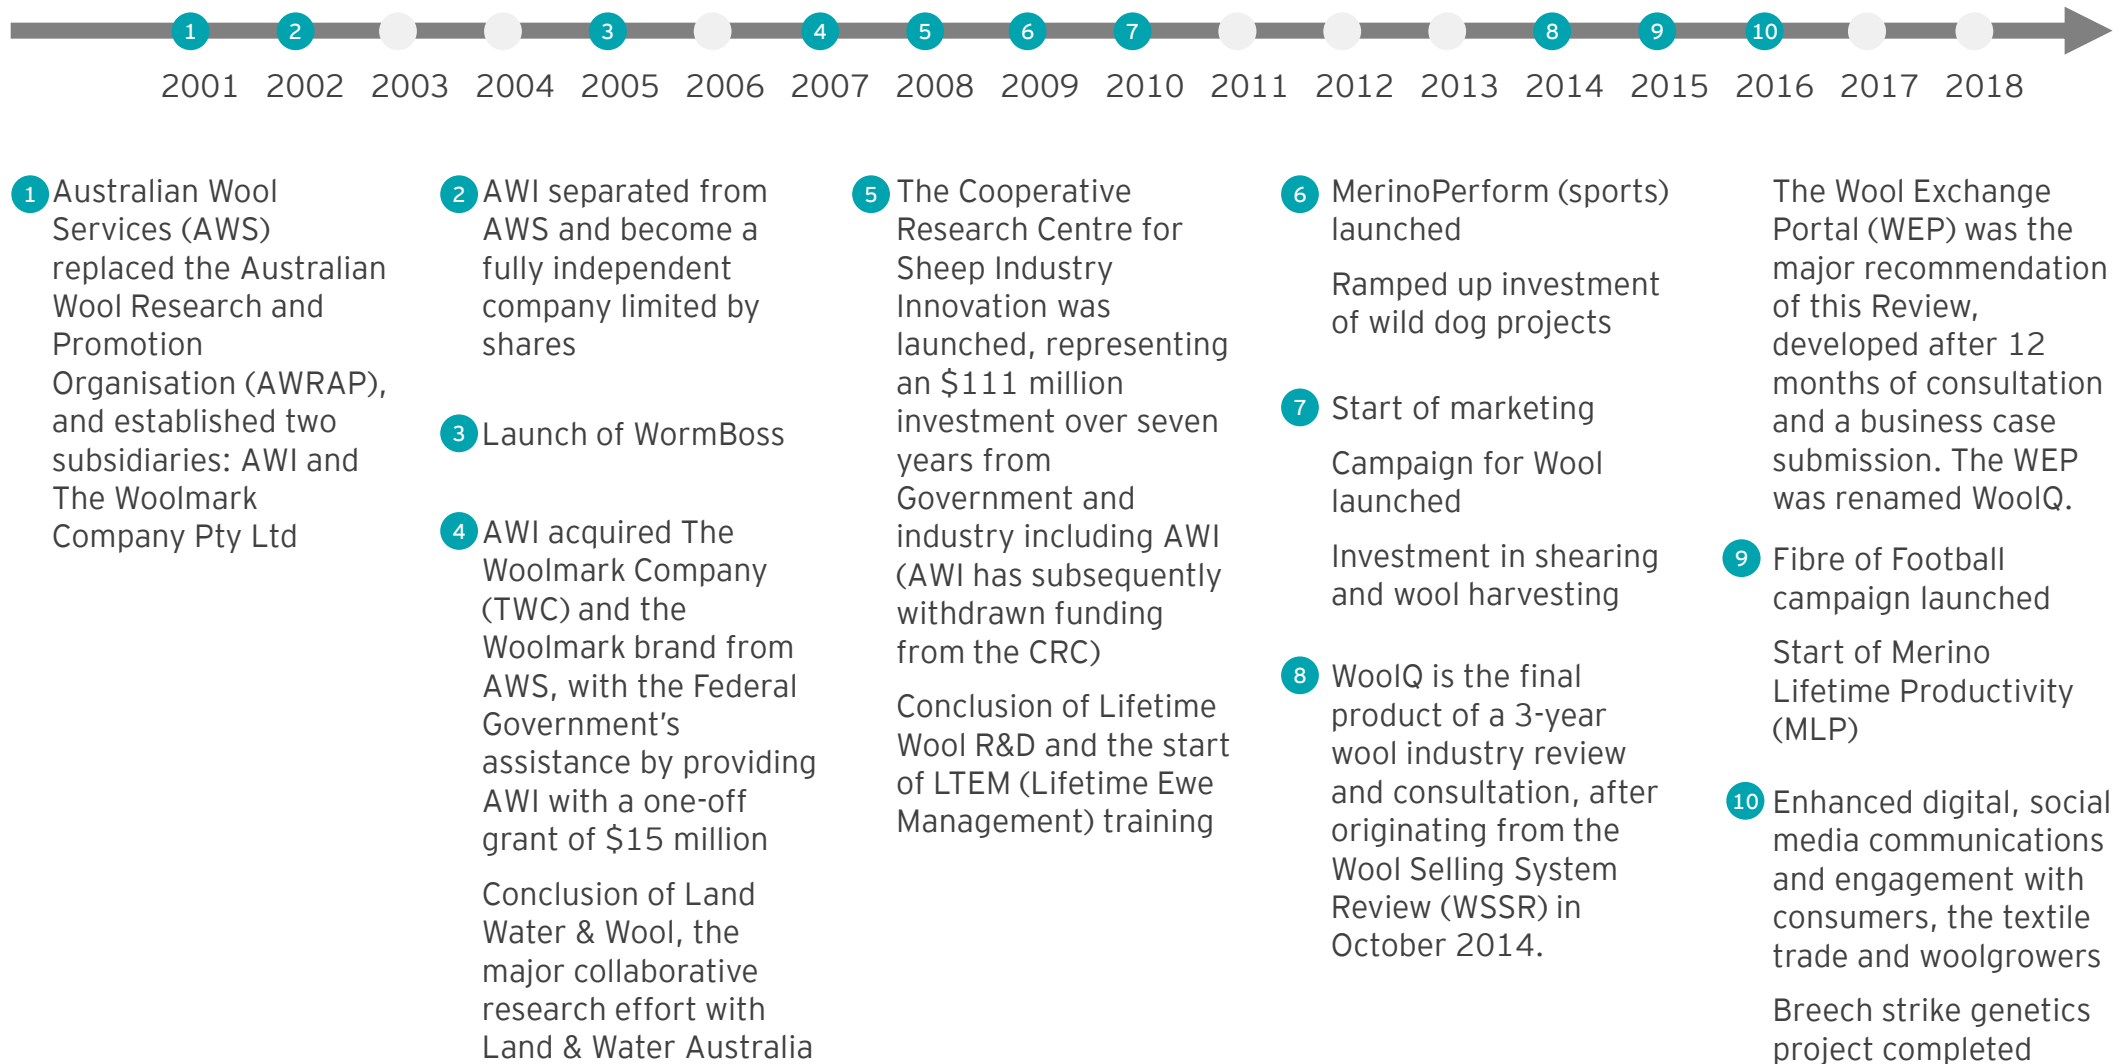 1 2 3 4 5 6 7 8 9 10
2001 2002 2003 2004 2005 2006 2007 2008 2009 2010 2011 2012 2013 2014 2015 2016 2017 2018
1 Australian Wool
Services (AWS)
replaced the Australian
Wool Research and
Promotion
Organisation (AWRAP),
and established two
subsidiaries: AWI and
The Woolmark
Company Pty Ltd
2 AWI separated from
AWS and become a
fully independent
company limited by
shares
3 Launch of WormBoss
4 AWI acquired The
Woolmark Company
(TWC) and the
Woolmark brand from
AWS, with the Federal
Government's
assistance by providing
AWI with a one-off
grant of $15 million
Conclusion of Land
Water & Wool, the
major collaborative
research effort with
Land & Water Australia
5 The Cooperative
Research Centre for
Sheep Industry
Innovation was
launched, representing
an $111 million
investment over seven
years from
Government and
industry including AWI
(AWI has subsequently
withdrawn funding
from the CRC)
Conclusion of Lifetime
Wool R&D and the start
of LTEM (Lifetime Ewe
Management) training
6 MerinoPerform (sports)
launched
Ramped up investment
of wild dog projects
7 Start of marketing
Campaign for Wool
launched
Investment in shearing
and wool harvesting
8 WoolQ is the final
product of a 3-year
wool industry review
and consultation, after
originating from the
Wool Selling System
Review (WSSR) in
October 2014.
The Wool Exchange
Portal (WEP) was the
major recommendation
of this Review,
developed after 12
months of consultation
and a business case
submission. The WEP
was renamed WoolQ.
9 Fibre of Football
campaign launched
Start of Merino
Lifetime Productivity
(MLP)
10 Enhanced digital, social
media communications
and engagement with
consumers, the textile
trade and woolgrowers
Breech strike genetics
project completed